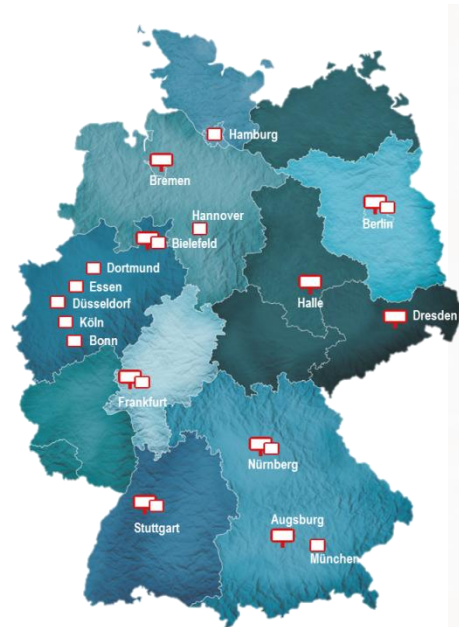 Hamburg
Bremen
Hannover
Berlin
Bielefeld
Dortmund
Essen
Halle
Düsseldorf
Dresden
Köln
Bonn
Frankfurt
Nürnberg
Augsburg
Stuttgart
München